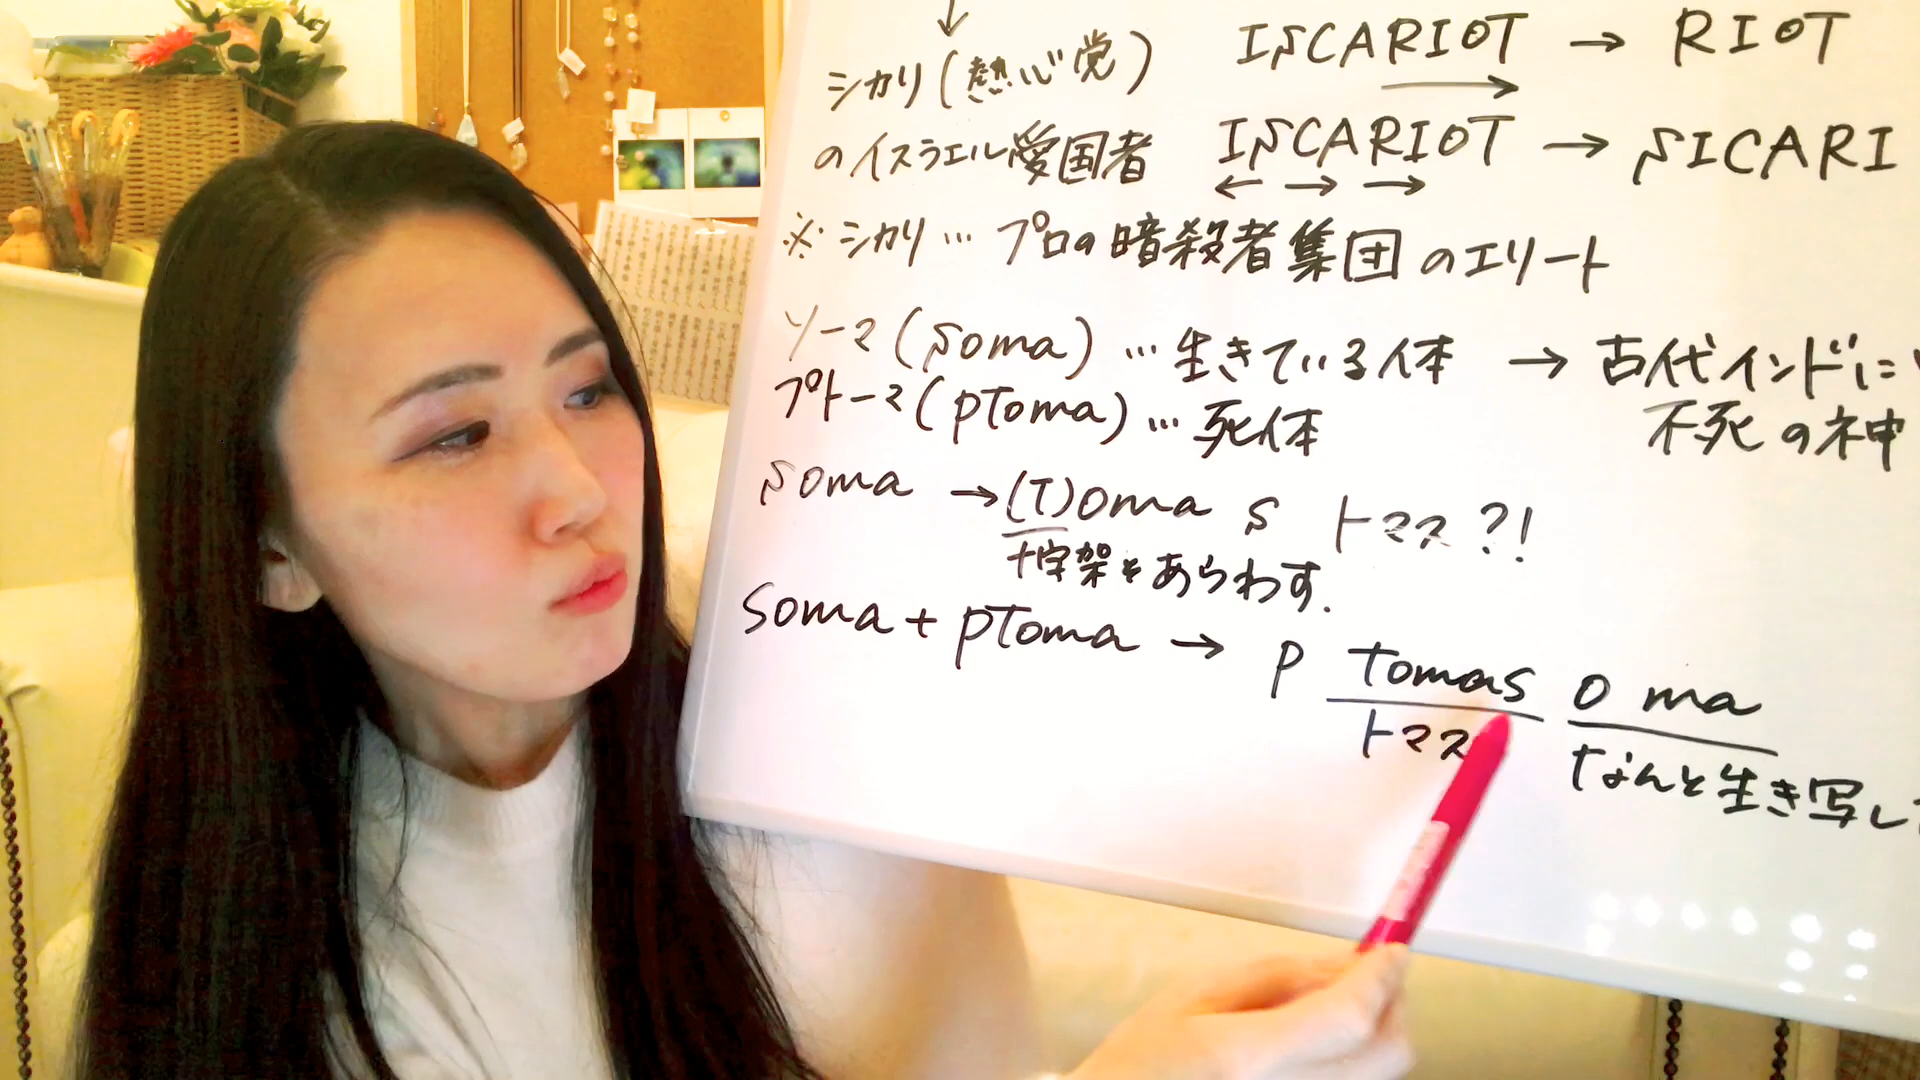 シカリ(熱心党) ISCARIOT → RIOT
のイスラエル愛国者 ISCARIOT → SICARI
※シカリ…プロの暗殺者集団のエリート
ソーマ(soma)…生きている人体 → 古代インドに
プトーマ(pToma)…死体 不死の神
soma →(T)oma s トマス?!
十字架をあらわす.
Soma + pToma → p tomas o ma
トマス なんと生き写し